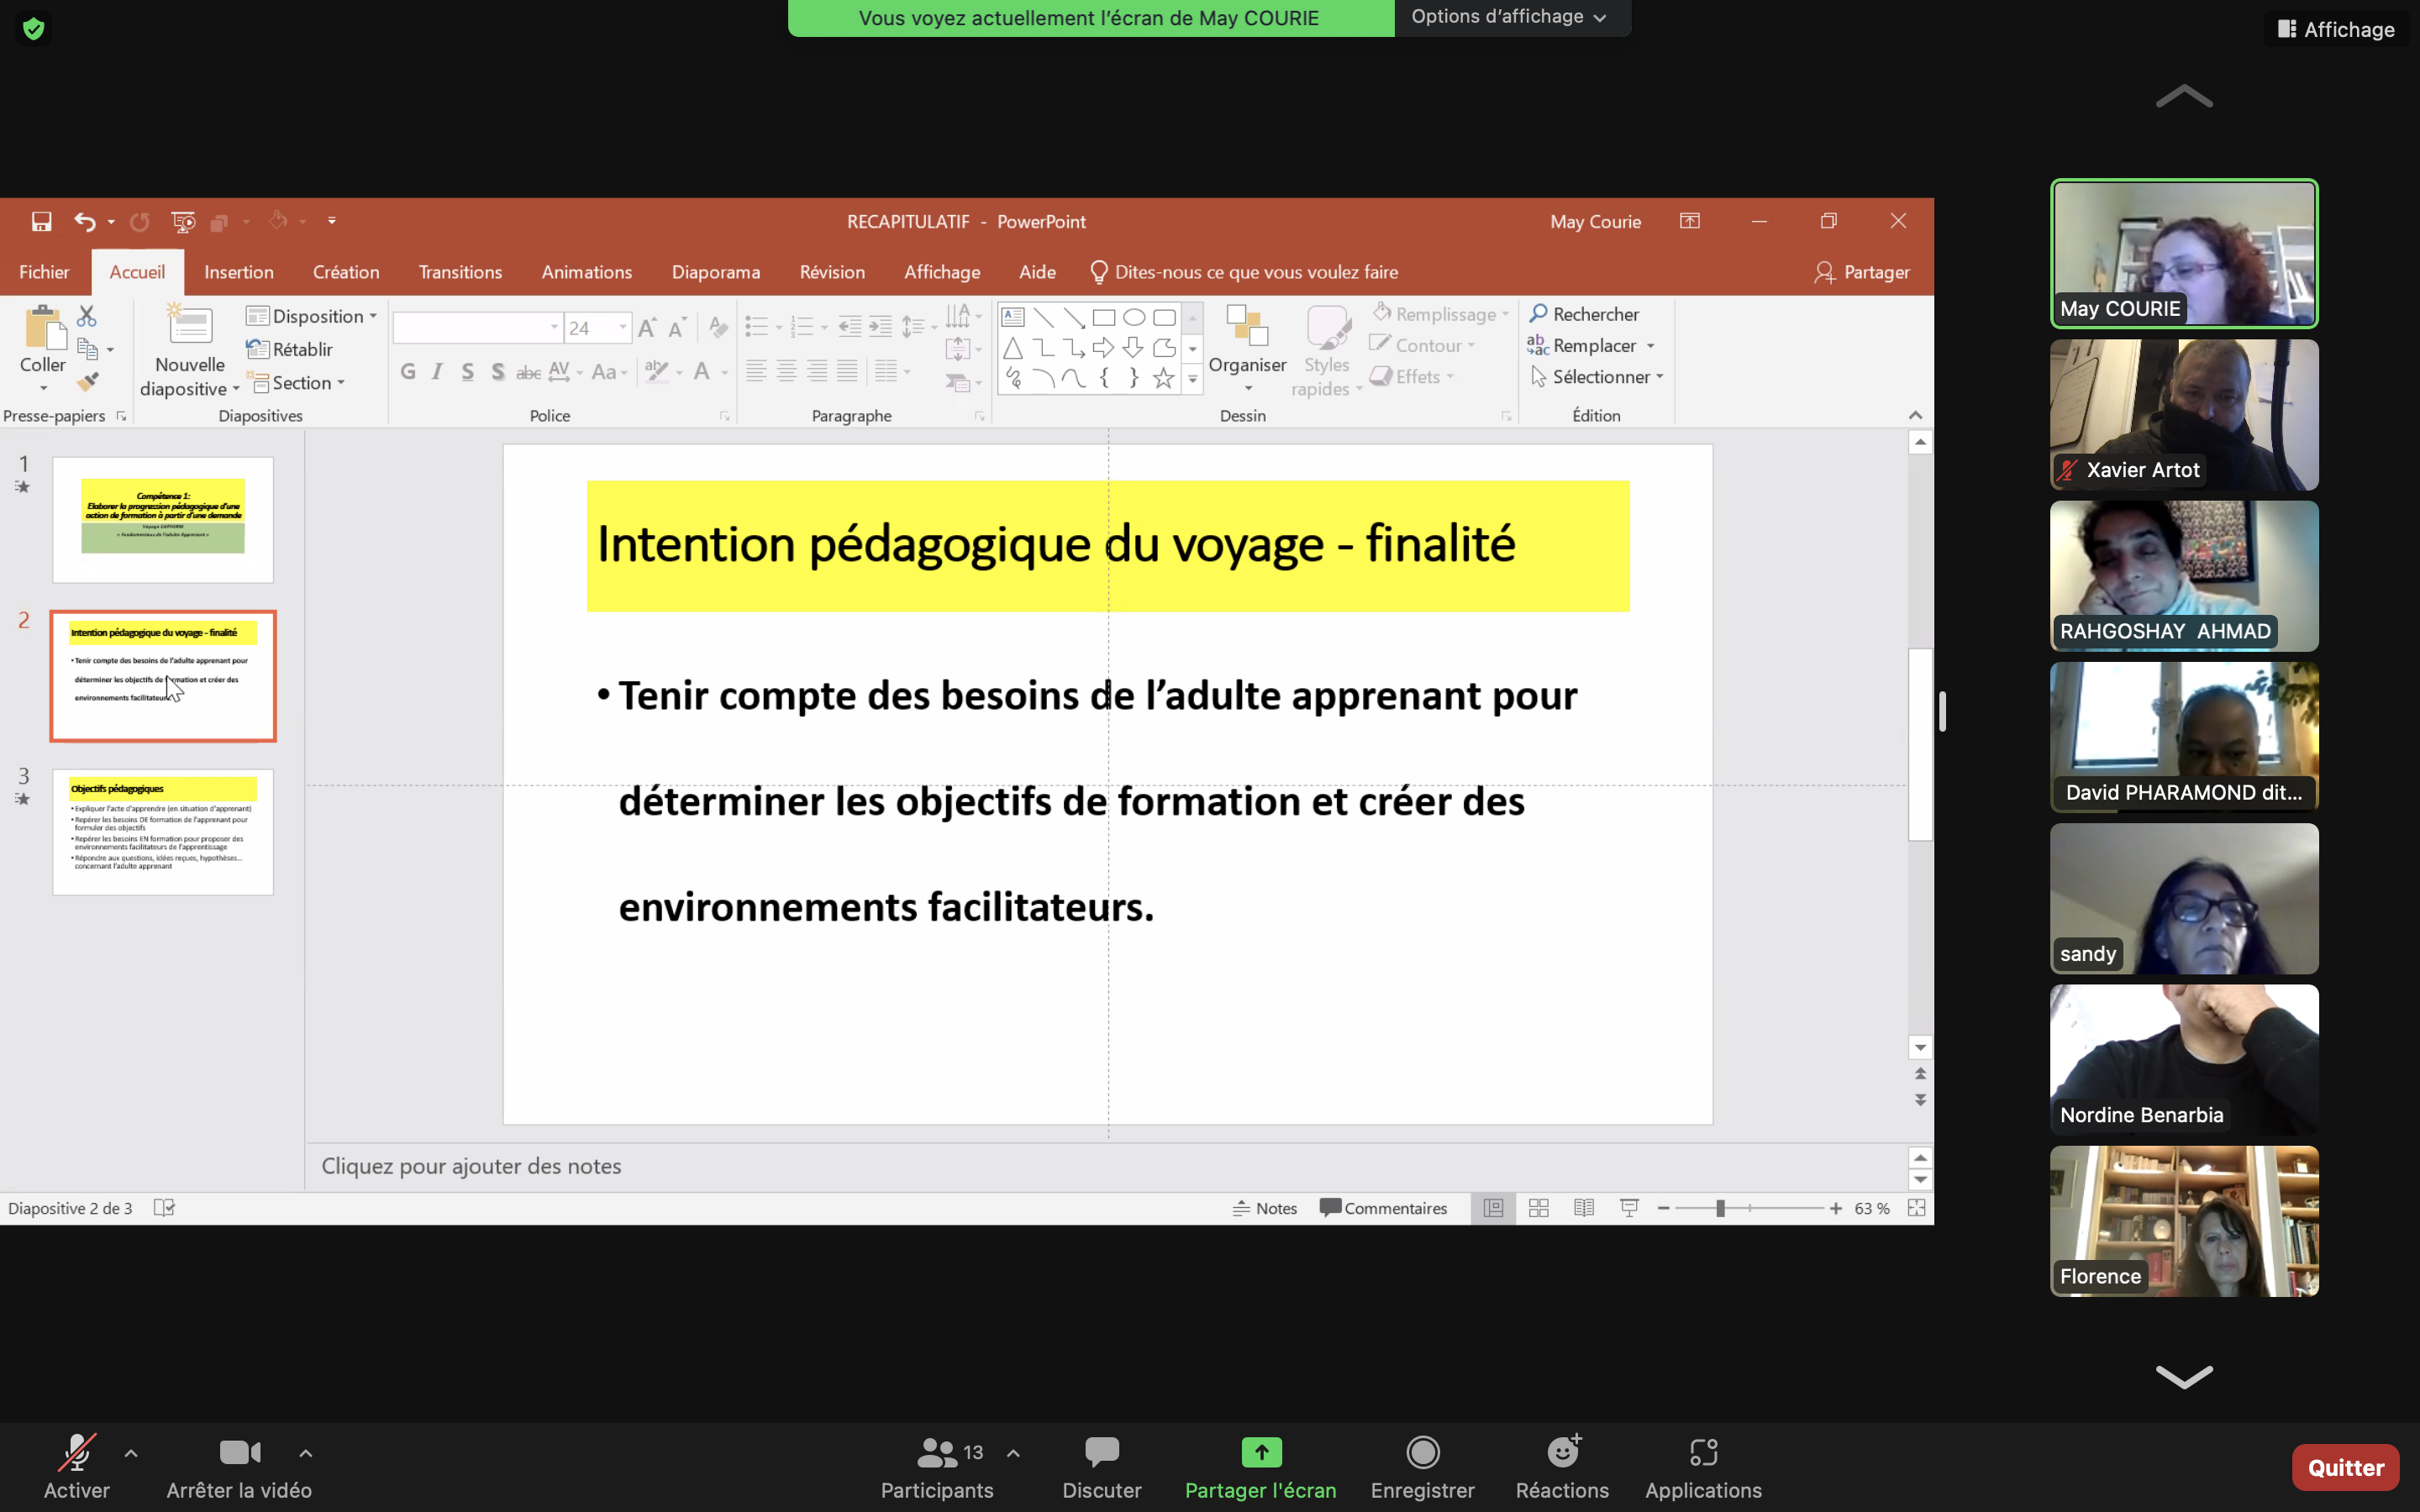 Vous voyez actuellement l'écran de May COURIE
Options d'affichage
Affichage
RECAPITULATIF - PowerPoint
May Courie
Fichier
Accueil
Insertion
Création
Transitions
Animations
Diaporama
Révision
Affichage
Aide
Dites-nous ce que vous voulez faire
Partager
Coller
Nouvelle
diapositive
Disposition
Rétablir
Section
24
G I S S abc AV Aa A
Organiser
Styles
rapides
Remplissage
Contour
Effets
Rechercher
Remplacer
Sélectionner
Presse-papiers
Diapositives
Police
Paragraphe
Dessin
Édition
1
Compétence 1:
Elaborer la progression pédagogique d'une
action de formation à partir d'une demande
Voyage CAPFORM
« Fondamentaux de l'adulte Apprenant »
2
Intention pédagogique du voyage - finalité
• Tenir compte des besoins de l'adulte apprenant pour
déterminer les objectifs de formation et créer des
environnements facilitateurs
3
Objectifs pédagogiques
• Expliquer l'acte d'apprendre (en situation d'apprenant)
• Repérer les besoins DE formation de l'apprenant pour
formuler des objectifs
• Repérer les besoins EN formation pour proposer des
environnements facilitateurs de l'apprentissage
• Répondre aux questions, idées reçues, hypothèses...
concernant l'adulte apprenant
Intention pédagogique du voyage - finalité
• Tenir compte des besoins de l’adulte apprenant pour
déterminer les objectifs de formation et créer des
environnements facilitateurs.
Cliquez pour ajouter des notes
Diapositive 2 de 3
Notes
Commentaires
63 %
May COURIE
Xavier Artot
RAHGOSHAY AHMAD
David PHARAMOND dit...
sandy
Nordine Benarbia
Florence
Activer
Arrêter la vidéo
13
Participants
Discuter
Partager l'écran
Enregistrer
Réactions
Applications
Quitter